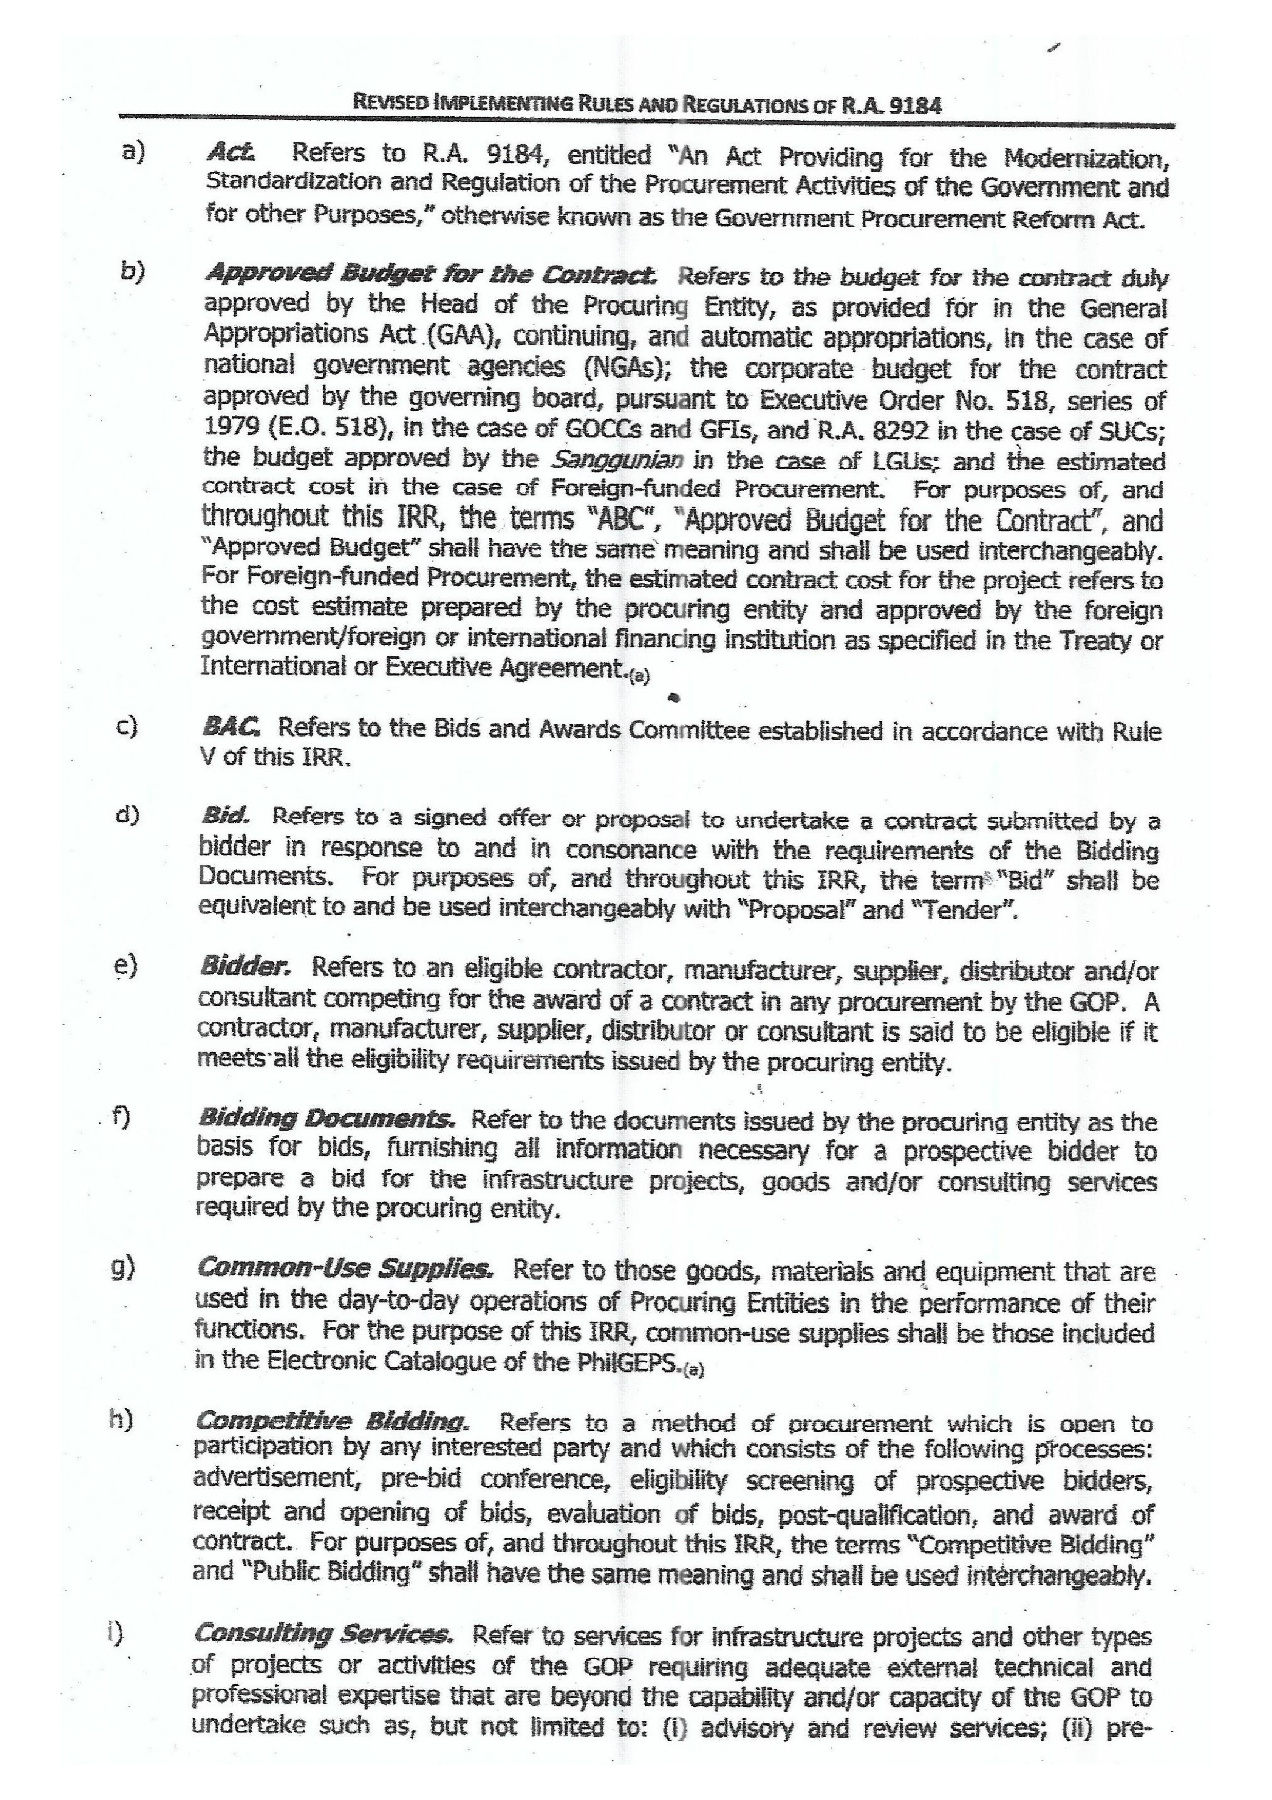 REVISED IMPLEMENTING RULES AND REGULATIONS OF R.A. 9184
a) Act. Refers to R.A. 9184, entitled “An Act Providing for the Modernization,
Standardization and Regulation of the Procurement Activities of the Government and
for other Purposes,” otherwise known as the Government Procurement Reform Act.
b) Approved Budget for the Contract. Refers to the budget for the contract duly
approved by the Head of the Procuring Entity, as provided for in the General
Appropriations Act (GAA), continuing, and automatic appropriations, in the case of
national government agencies (NGAs); the corporate budget for the contract
approved by the governing board, pursuant to Executive Order No. 518, series of
1979 (E.O. 518), in the case of GOCCs and GFIs, and R.A. 8292 in the case of SUCs;
the budget approved by the Sanggunian in the case of LGUs; and the estimated
contract cost in the case of Foreign-funded Procurement. For purposes of, and
throughout this IRR, the terms “ABC”, “Approved Budget for the Contract”, and
“Approved Budget” shall have the same meaning and shall be used interchangeably.
For Foreign-funded Procurement, the estimated contract cost for the project refers to
the cost estimate prepared by the procuring entity and approved by the foreign
government/foreign or international financing institution as specified in the Treaty or
International or Executive Agreement.(a)
c) BAC. Refers to the Bids and Awards Committee established in accordance with Rule
V of this IRR.
d) Bid. Refers to a signed offer or proposal to undertake a contract submitted by a
bidder in response to and in consonance with the requirements of the Bidding
Documents. For purposes of, and throughout this IRR, the term “Bid” shall be
equivalent to and be used interchangeably with “Proposal” and “Tender”.
e) Bidder. Refers to an eligible contractor, manufacturer, supplier, distributor and/or
consultant competing for the award of a contract in any procurement by the GOP. A
contractor, manufacturer, supplier, distributor or consultant is said to be eligible if it
meets all the eligibility requirements issued by the procuring entity.
f) Bidding Documents. Refer to the documents issued by the procuring entity as the
basis for bids, furnishing all information necessary for a prospective bidder to
prepare a bid for the infrastructure projects, goods and/or consulting services
required by the procuring entity.
g) Common-Use Supplies. Refer to those goods, materials and equipment that are
used in the day-to-day operations of Procuring Entities in the performance of their
functions. For the purpose of this IRR, common-use supplies shall be those included
in the Electronic Catalogue of the PhilGEPS.(a)
h) Competitive Bidding. Refers to a method of procurement which is open to
participation by any interested party and which consists of the following processes:
advertisement, pre-bid conference, eligibility screening of prospective bidders,
receipt and opening of bids, evaluation of bids, post-qualification, and award of
contract. For purposes of, and throughout this IRR, the terms “Competitive Bidding”
and “Public Bidding” shall have the same meaning and shall be used interchangeably.
i) Consulting Services. Refer to services for infrastructure projects and other types
of projects or activities of the GOP requiring adequate external technical and
professional expertise that are beyond the capability and/or capacity of the GOP to
undertake such as, but not limited to: (i) advisory and review services; (ii) pre-